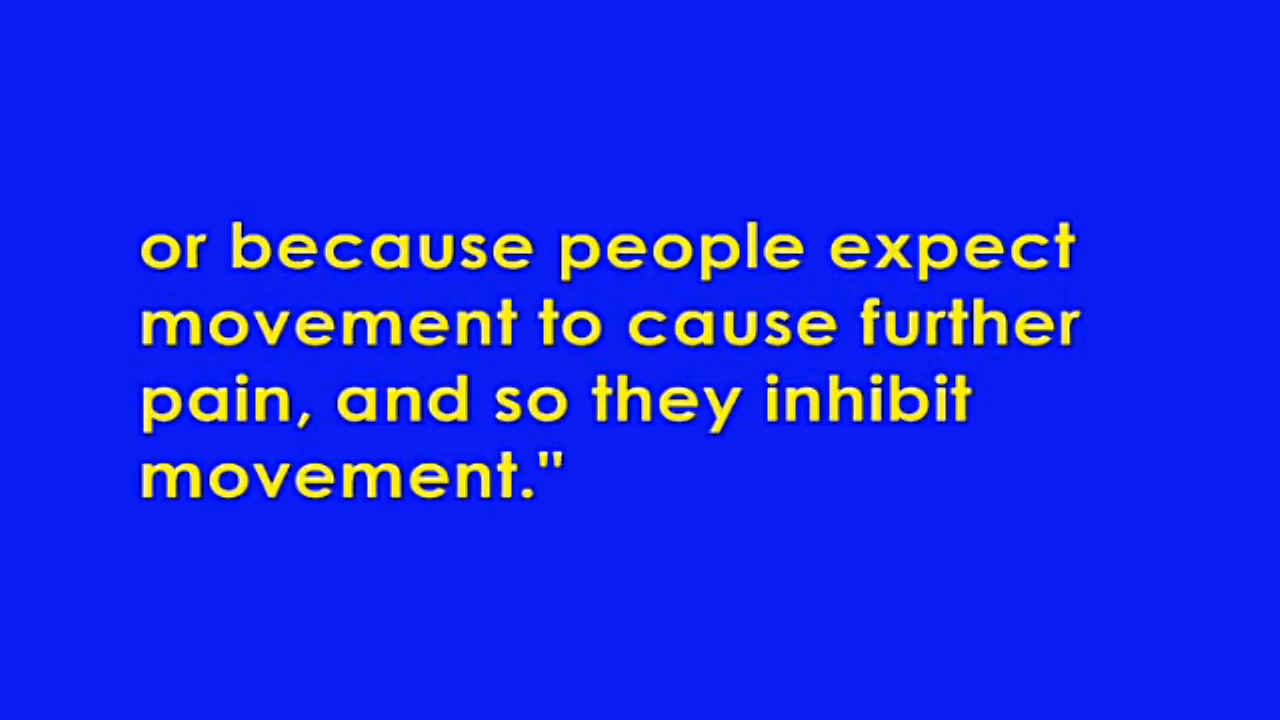 or because people expect
movement to cause further
pain, and so they inhibit
movement."